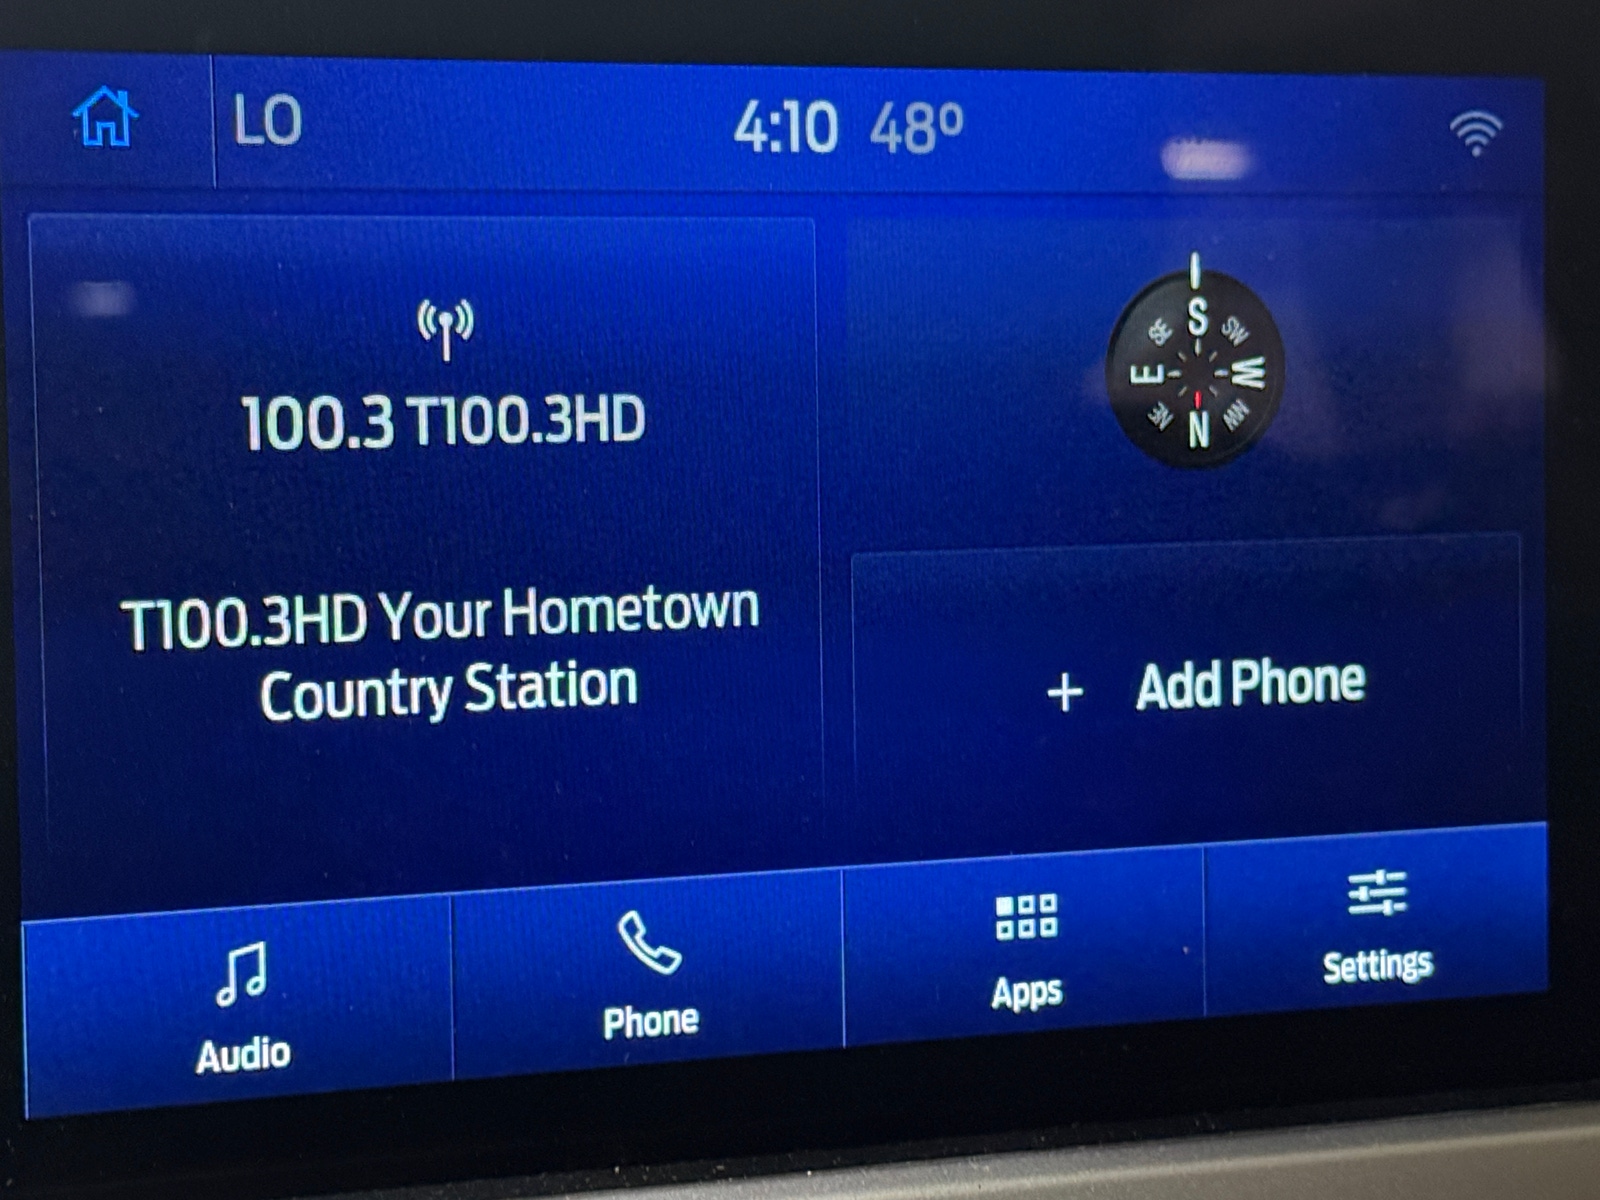 LO
4:10 48°
100.3 T100.3HD
T100.3HD Your Hometown
Country Station
S
SE SW
E W
NE NW
N
+ Add Phone
Audio
Phone
Apps
Settings